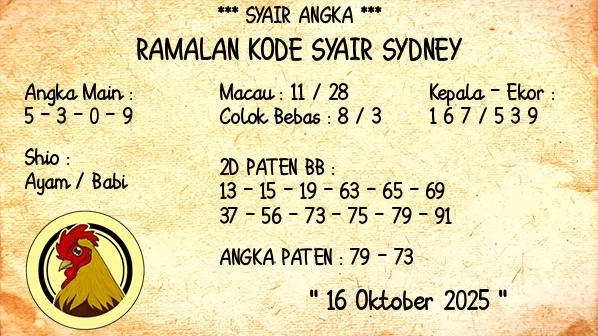 *** SYAIR ANGKA ***
RAMALAN KODE SYAIR SYDNEY
Angka Main :
5 - 3 - 0 - 9
Shio :
Ayam / Babi
Macau : 11 / 28
Colok Bebas : 8 / 3
Kepala - Ekor :
1 6 7 / 5 3 9
2D PATEN BB :
13 - 15 - 19 - 63 - 65 - 69
37 - 56 - 73 - 75 - 79 - 91
ANGKA PATEN : 79 - 73
" 16 Oktober 2025 "